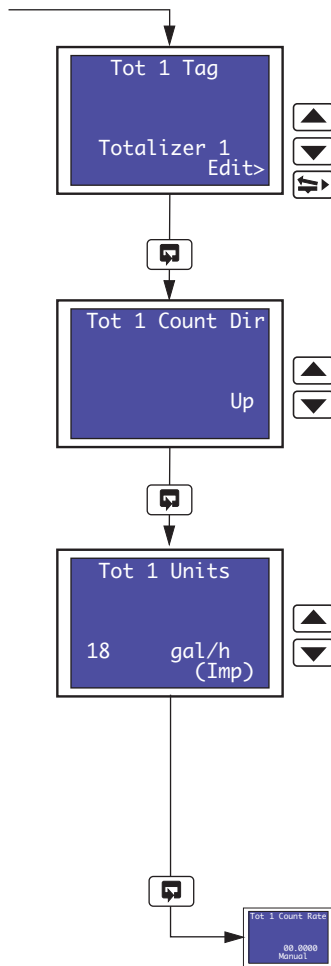 Tot 1 Tag
Totalizer 1
Edit>
Tot 1 Count Dir
Up
Tot 1 Units
18 gal/h
(Imp)
Tot 1 Count Rate
00.0000
Manual